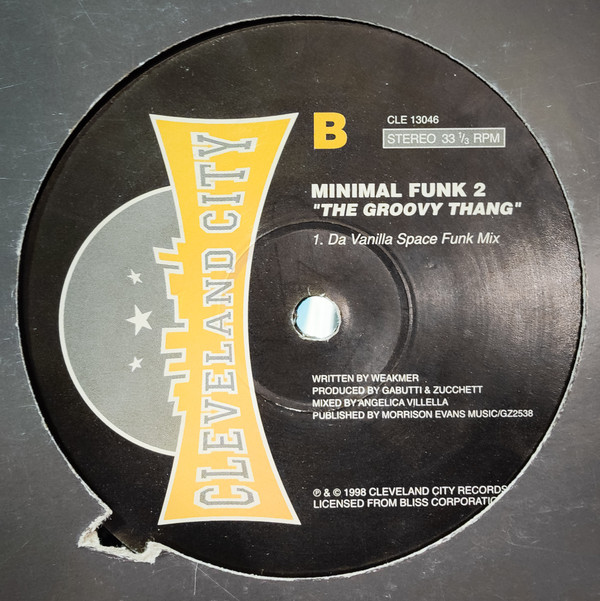 CLEVELAND CITY
B
CLE 13046
STEREO 33 1/3 RPM
MINIMAL FUNK 2
"THE GROOVY THANG"
1. Da Vanilla Space Funk Mix
WRITTEN BY WEAKMER
PRODUCED BY GABUTTI & ZUCCHETT
MIXED BY ANGELICA VILLELLA
PUBLISHED BY MORRISON EVANS MUSIC/GZ2538
℗ & © 1998 CLEVELAND CITY RECORDS
LICENSED FROM BLISS